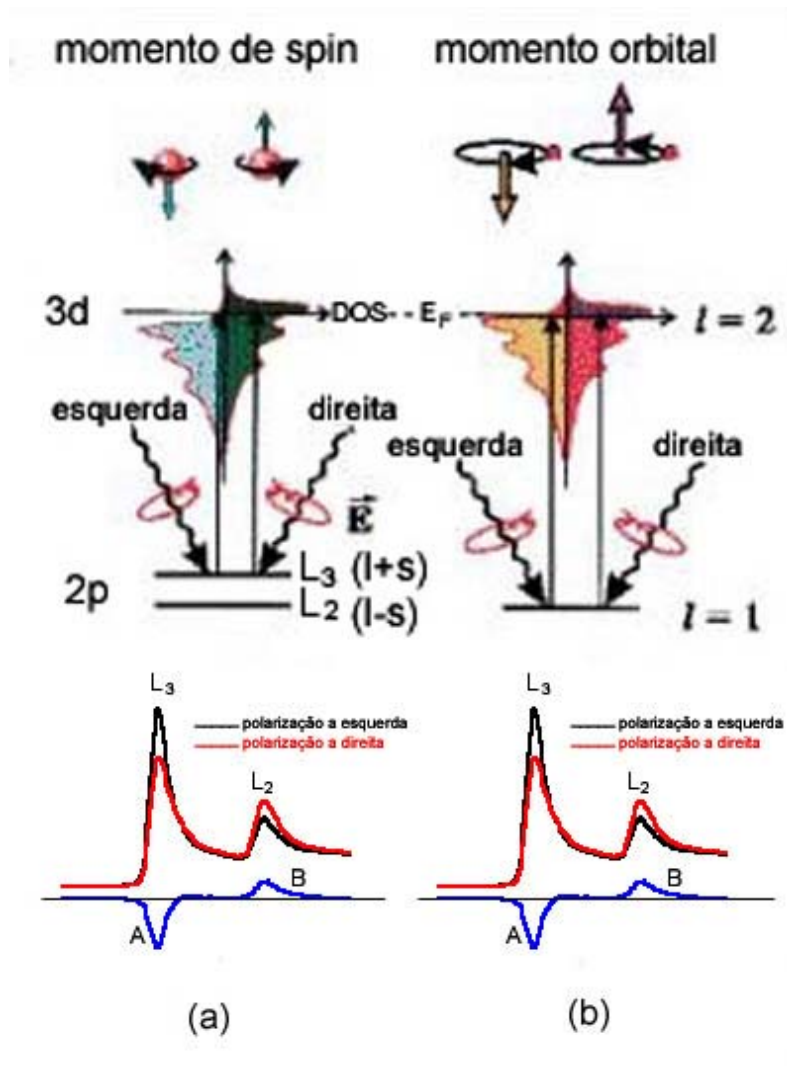 momento de spin momento orbital
3d DOS-- E_F -- l = 2
esquerda direita esquerda direita
E
2p L₃ (l+s)
L₂ (l-s) l = 1
L₃ L₃
polarização a esquerda polarização a esquerda
polarização a direita polarização a direita
L₂ L₂
B B
A A
(a) (b)